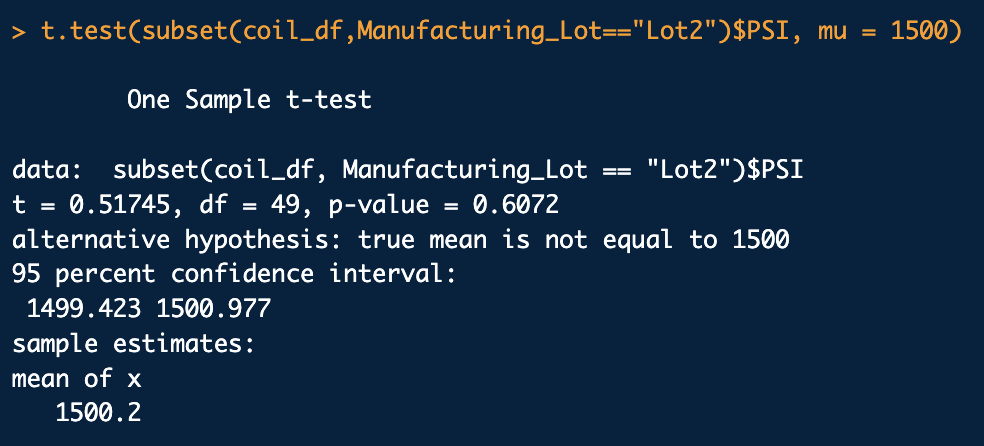 > t.test(subset(coil_df,Manufacturing_Lot=="Lot2")$PSI, mu = 1500)
One Sample t-test
data:  subset(coil_df, Manufacturing_Lot == "Lot2")$PSI
t = 0.51745, df = 49, p-value = 0.6072
alternative hypothesis: true mean is not equal to 1500
95 percent confidence interval:
 1499.423 1500.977
sample estimates:
mean of x
   1500.2